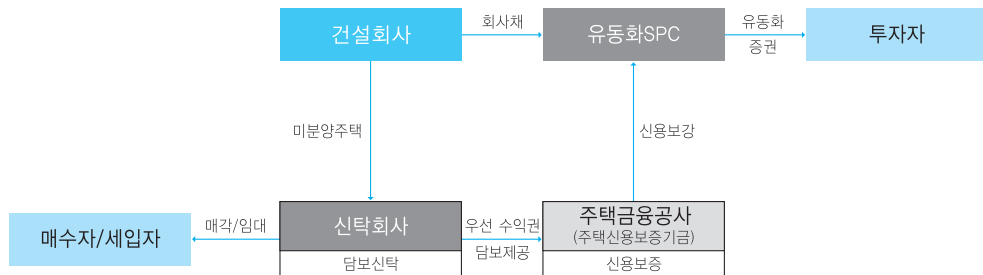 건설회사
회사채
유동화SPC
유동화
증권
투자자
미분양주택
신용보강
매수자/세입자
매각/임대
신탁회사
담보신탁
우선 수익권
담보제공
주택금융공사
(주택신용보증기금)
신용보증